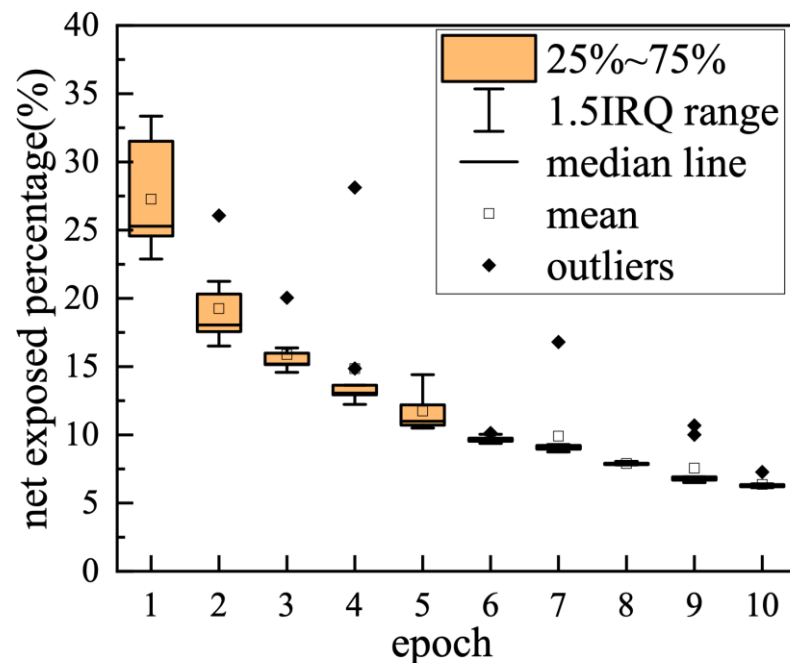 40
35
30
25
20
15
10
5
0
net exposed percentage(%)
25%~75%
1.5IRQ range
median line
mean
outliers
1 2 3 4 5 6 7 8 9 10
epoch